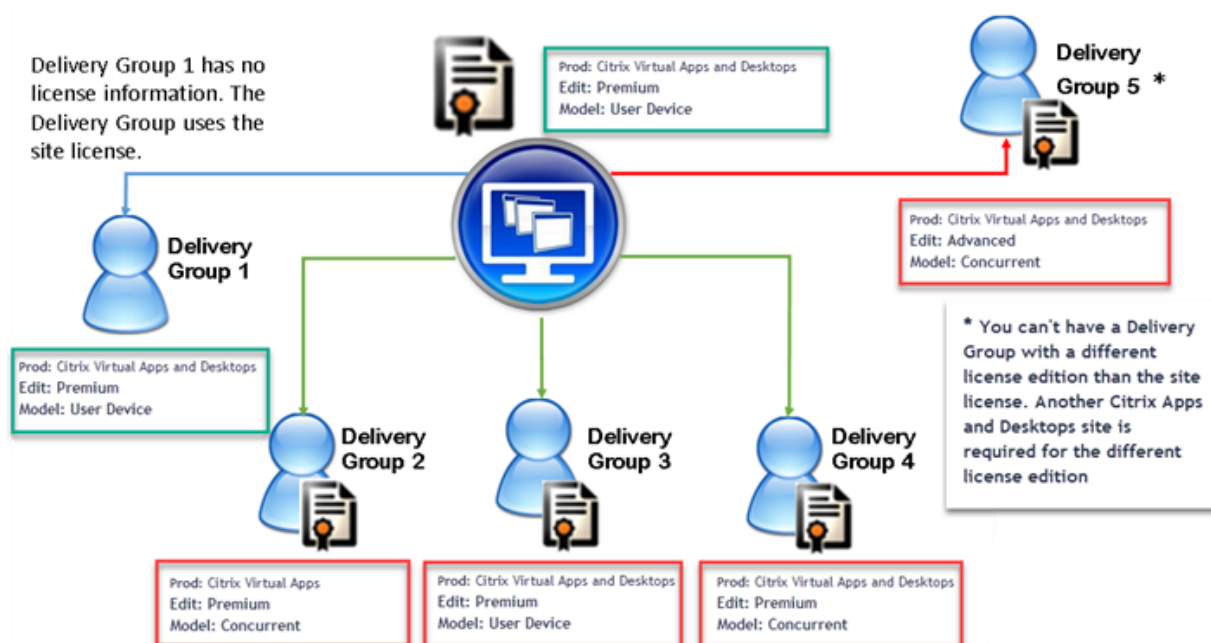 Delivery Group 1 has no
license information. The
Delivery Group uses the
site license.
Prod: Citrix Virtual Apps and Desktops
Edit: Premium
Model: User Device
Delivery
Group 5 *
Prod: Citrix Virtual Apps and Desktops
Edit: Advanced
Model: Concurrent
* You can't have a Delivery
Group with a different
license edition than the site
license. Another Citrix Apps
and Desktops site is
required for the different
license edition
Delivery
Group 1
Prod: Citrix Virtual Apps and Desktops
Edit: Premium
Model: User Device
Delivery
Group 2
Prod: Citrix Virtual Apps
Edit: Premium
Model: Concurrent
Delivery
Group 3
Prod: Citrix Virtual Apps and Desktops
Edit: Premium
Model: User Device
Delivery
Group 4
Prod: Citrix Virtual Apps and Desktops
Edit: Premium
Model: Concurrent